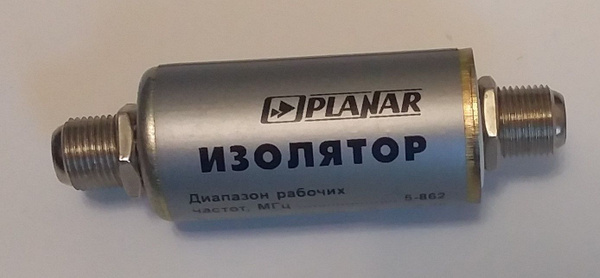 PLANAR
ИЗОЛЯТОР
Диапазон рабочих
частот, МГц 5-862